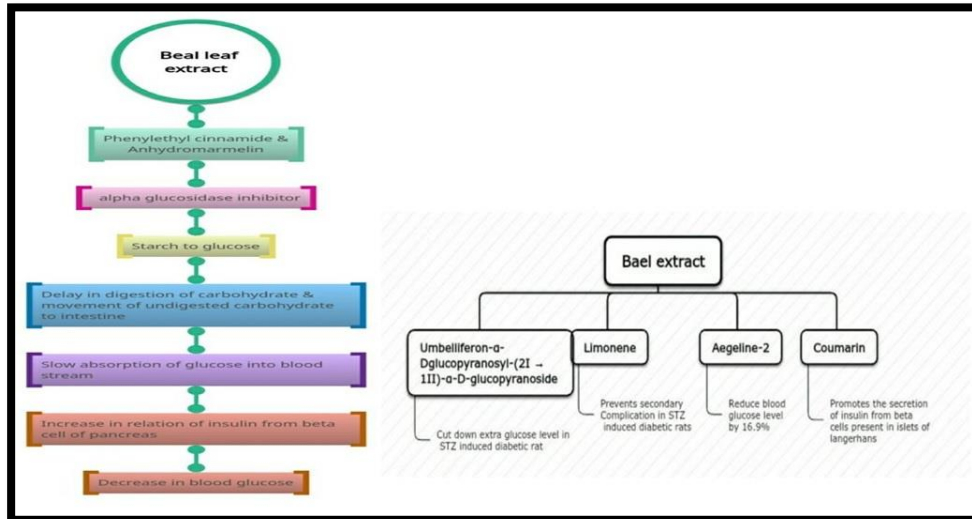 Beal leaf
extract
Phenylethyl cinnamide &
Anhydromarmelin
alpha glucosidase inhibitor
Starch to glucose
Delay in digestion of carbohydrate &
movement of undigested carbohydrate
to intestine
Slow absorption of glucose into blood
stream
Increase in relation of insulin from beta
cell of pancreas
Decrease in blood glucose
Bael extract
Umbelliferon-α-
Dglucopyranosyl-(2I →
1II)-α-D-glucopyranoside
Cut down extra glucose level in
STZ induced diabetic rat
Limonene
Prevents secondary
Complication in STZ
induced diabetic rats
Aegeline-2
Reduce blood
glucose level
by 16.9%
Coumarin
Promotes the secretion
of insulin from beta
cells present in islets of
langerhans